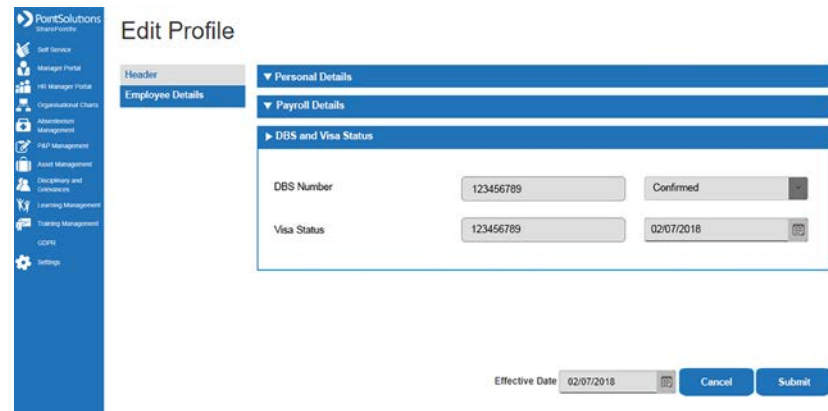 PointSolutions
SharePointite
Self Service
Manager Portal
HR Manager Portal
Organisational Charts
Absenteeism
Management
P&P Management
Asset Management
Disciplinary and
Grievances
Learning Management
Training Management
GDPR
Settings
Edit Profile
Header
Employee Details
Personal Details
Payroll Details
DBS and Visa Status
DBS Number 123456789 Confirmed
Visa Status 123456789 02/07/2018
Effective Date 02/07/2018 Cancel Submit